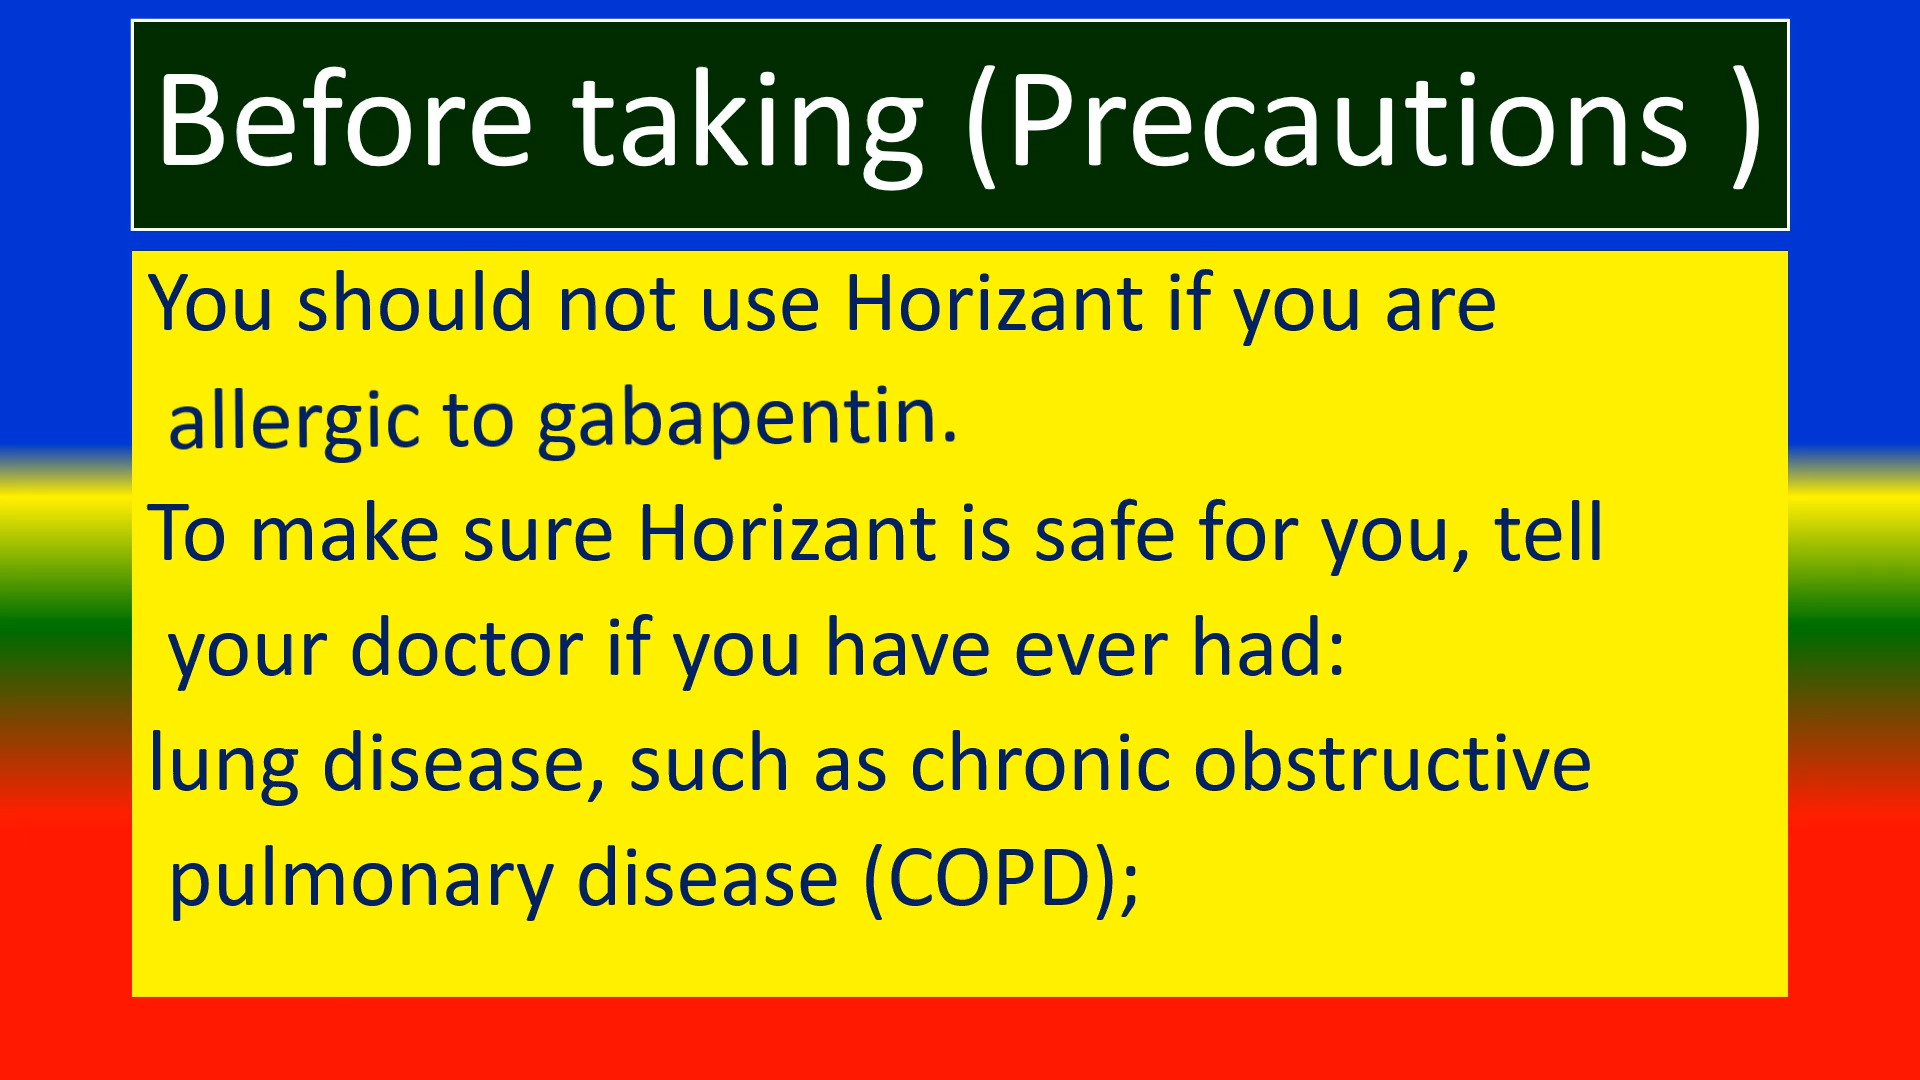 Before taking (Precautions )
You should not use Horizant if you are
allergic to gabapentin.
To make sure Horizant is safe for you, tell
your doctor if you have ever had:
lung disease, such as chronic obstructive
pulmonary disease (COPD);